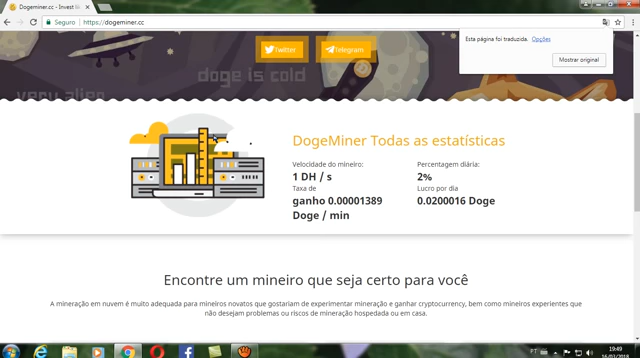 Dogeminer.cc - Invest
Seguro
https://dogeminer.cc
Esta página foi traduzida. Opções
Mostrar original
Twitter
Telegram
doge is cold
very alien
DogeMiner Todas as estatísticas
Velocidade do mineiro:
1 DH / s
Percentagem diária:
2%
Taxa de
ganho 0.00001389
Doge / min
Lucro por dia
0.0200016 Doge
Encontre um mineiro que seja certo para você
A mineração em nuvem é muito adequada para mineiros novatos que gostariam de experimentar mineração e ganhar cryptocurrency, bem como mineiros experientes que
não desejam problemas ou riscos de mineração hospedada ou em casa.
PT
19:49
16/01/2018